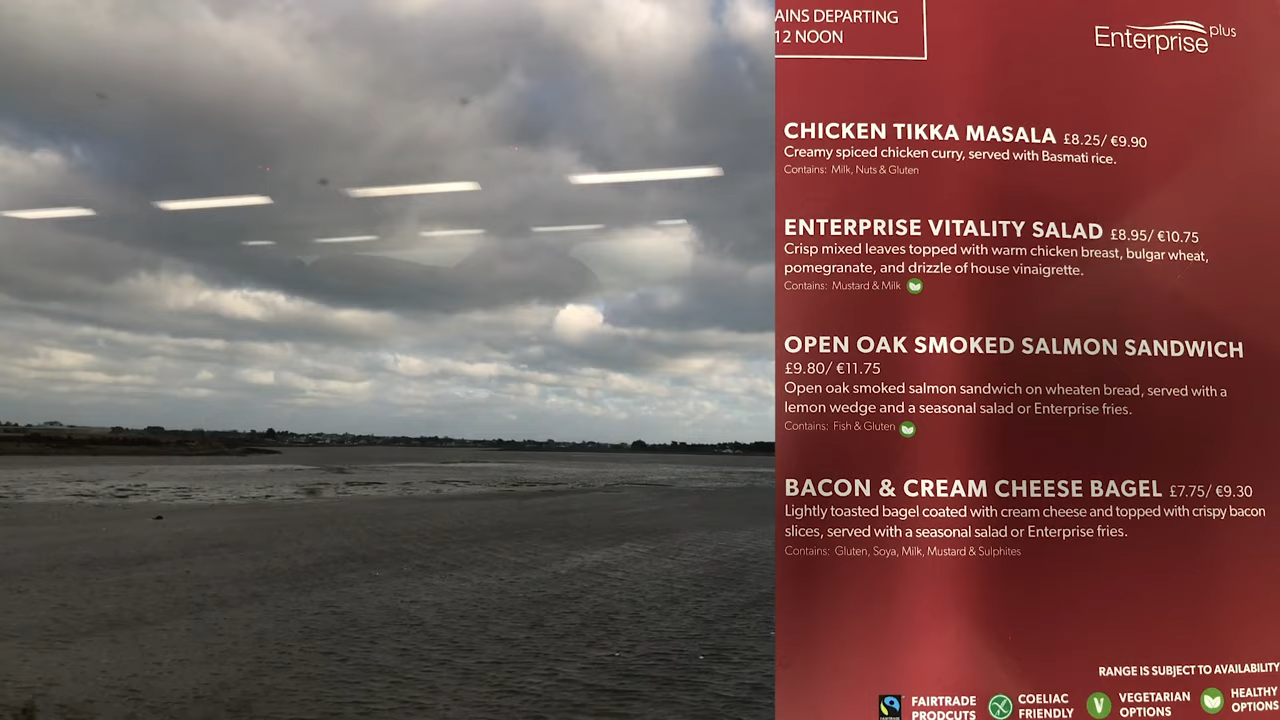 AINS DEPARTING
12 NOON
Enterprise plus
CHICKEN TIKKA MASALA £8.25/ €9.90
Creamy spiced chicken curry, served with Basmati rice.
Contains: Milk, Nuts & Gluten
ENTERPRISE VITALITY SALAD £8.95/ €10.75
Crisp mixed leaves topped with warm chicken breast, bulgar wheat,
pomegranate, and drizzle of house vinaigrette.
Contains: Mustard & Milk
OPEN OAK SMOKED SALMON SANDWICH
£9.80/ €11.75
Open oak smoked salmon sandwich on wheaten bread, served with a
lemon wedge and a seasonal salad or Enterprise fries.
Contains: Fish & Gluten
BACON & CREAM CHEESE BAGEL £7.75/ €9.30
Lightly toasted bagel coated with cream cheese and topped with crispy bacon
slices, served with a seasonal salad or Enterprise fries.
Contains: Gluten, Soya, Milk, Mustard & Sulphites
RANGE IS SUBJECT TO AVAILABILITY
FAIRTRADE
PRODCUTS
COELIAC
FRIENDLY
V
VEGETARIAN
OPTIONS
HEALTHY
OPTIONS
FAIRTRADE